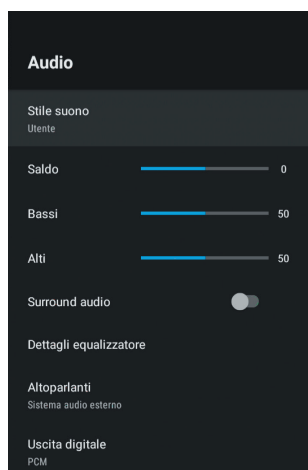 Audio
Stile suono
Utente
Saldo 0
Bassi 50
Alti 50
Surround audio
Dettagli equalizzatore
Altoparlanti
Sistema audio esterno
Uscita digitale
PCM